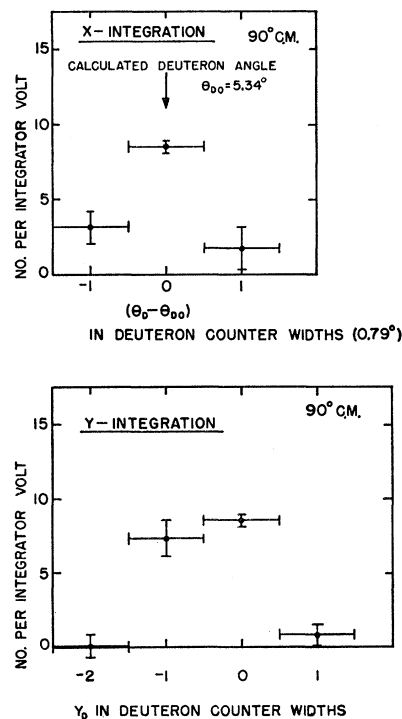 X-INTEGRATION
90° C.M.
CALCULATED DEUTERON ANGLE
θDO = 5.34°
NO. PER INTEGRATOR VOLT
15
10
5
0
-1 0 1
(θD-θDO)
IN DEUTERON COUNTER WIDTHS (0.79°)
Y-INTEGRATION
90° C.M.
NO. PER INTEGRATOR VOLT
15
10
5
0
-2 -1 0 1
YD IN DEUTERON COUNTER WIDTHS